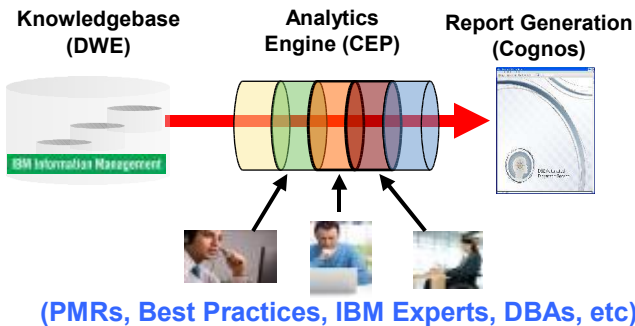 Knowledgebase
(DWE)
Analytics
Engine (CEP)
Report Generation
(Cognos)
IBM Information Management
(PMRs, Best Practices, IBM Experts, DBAs, etc)